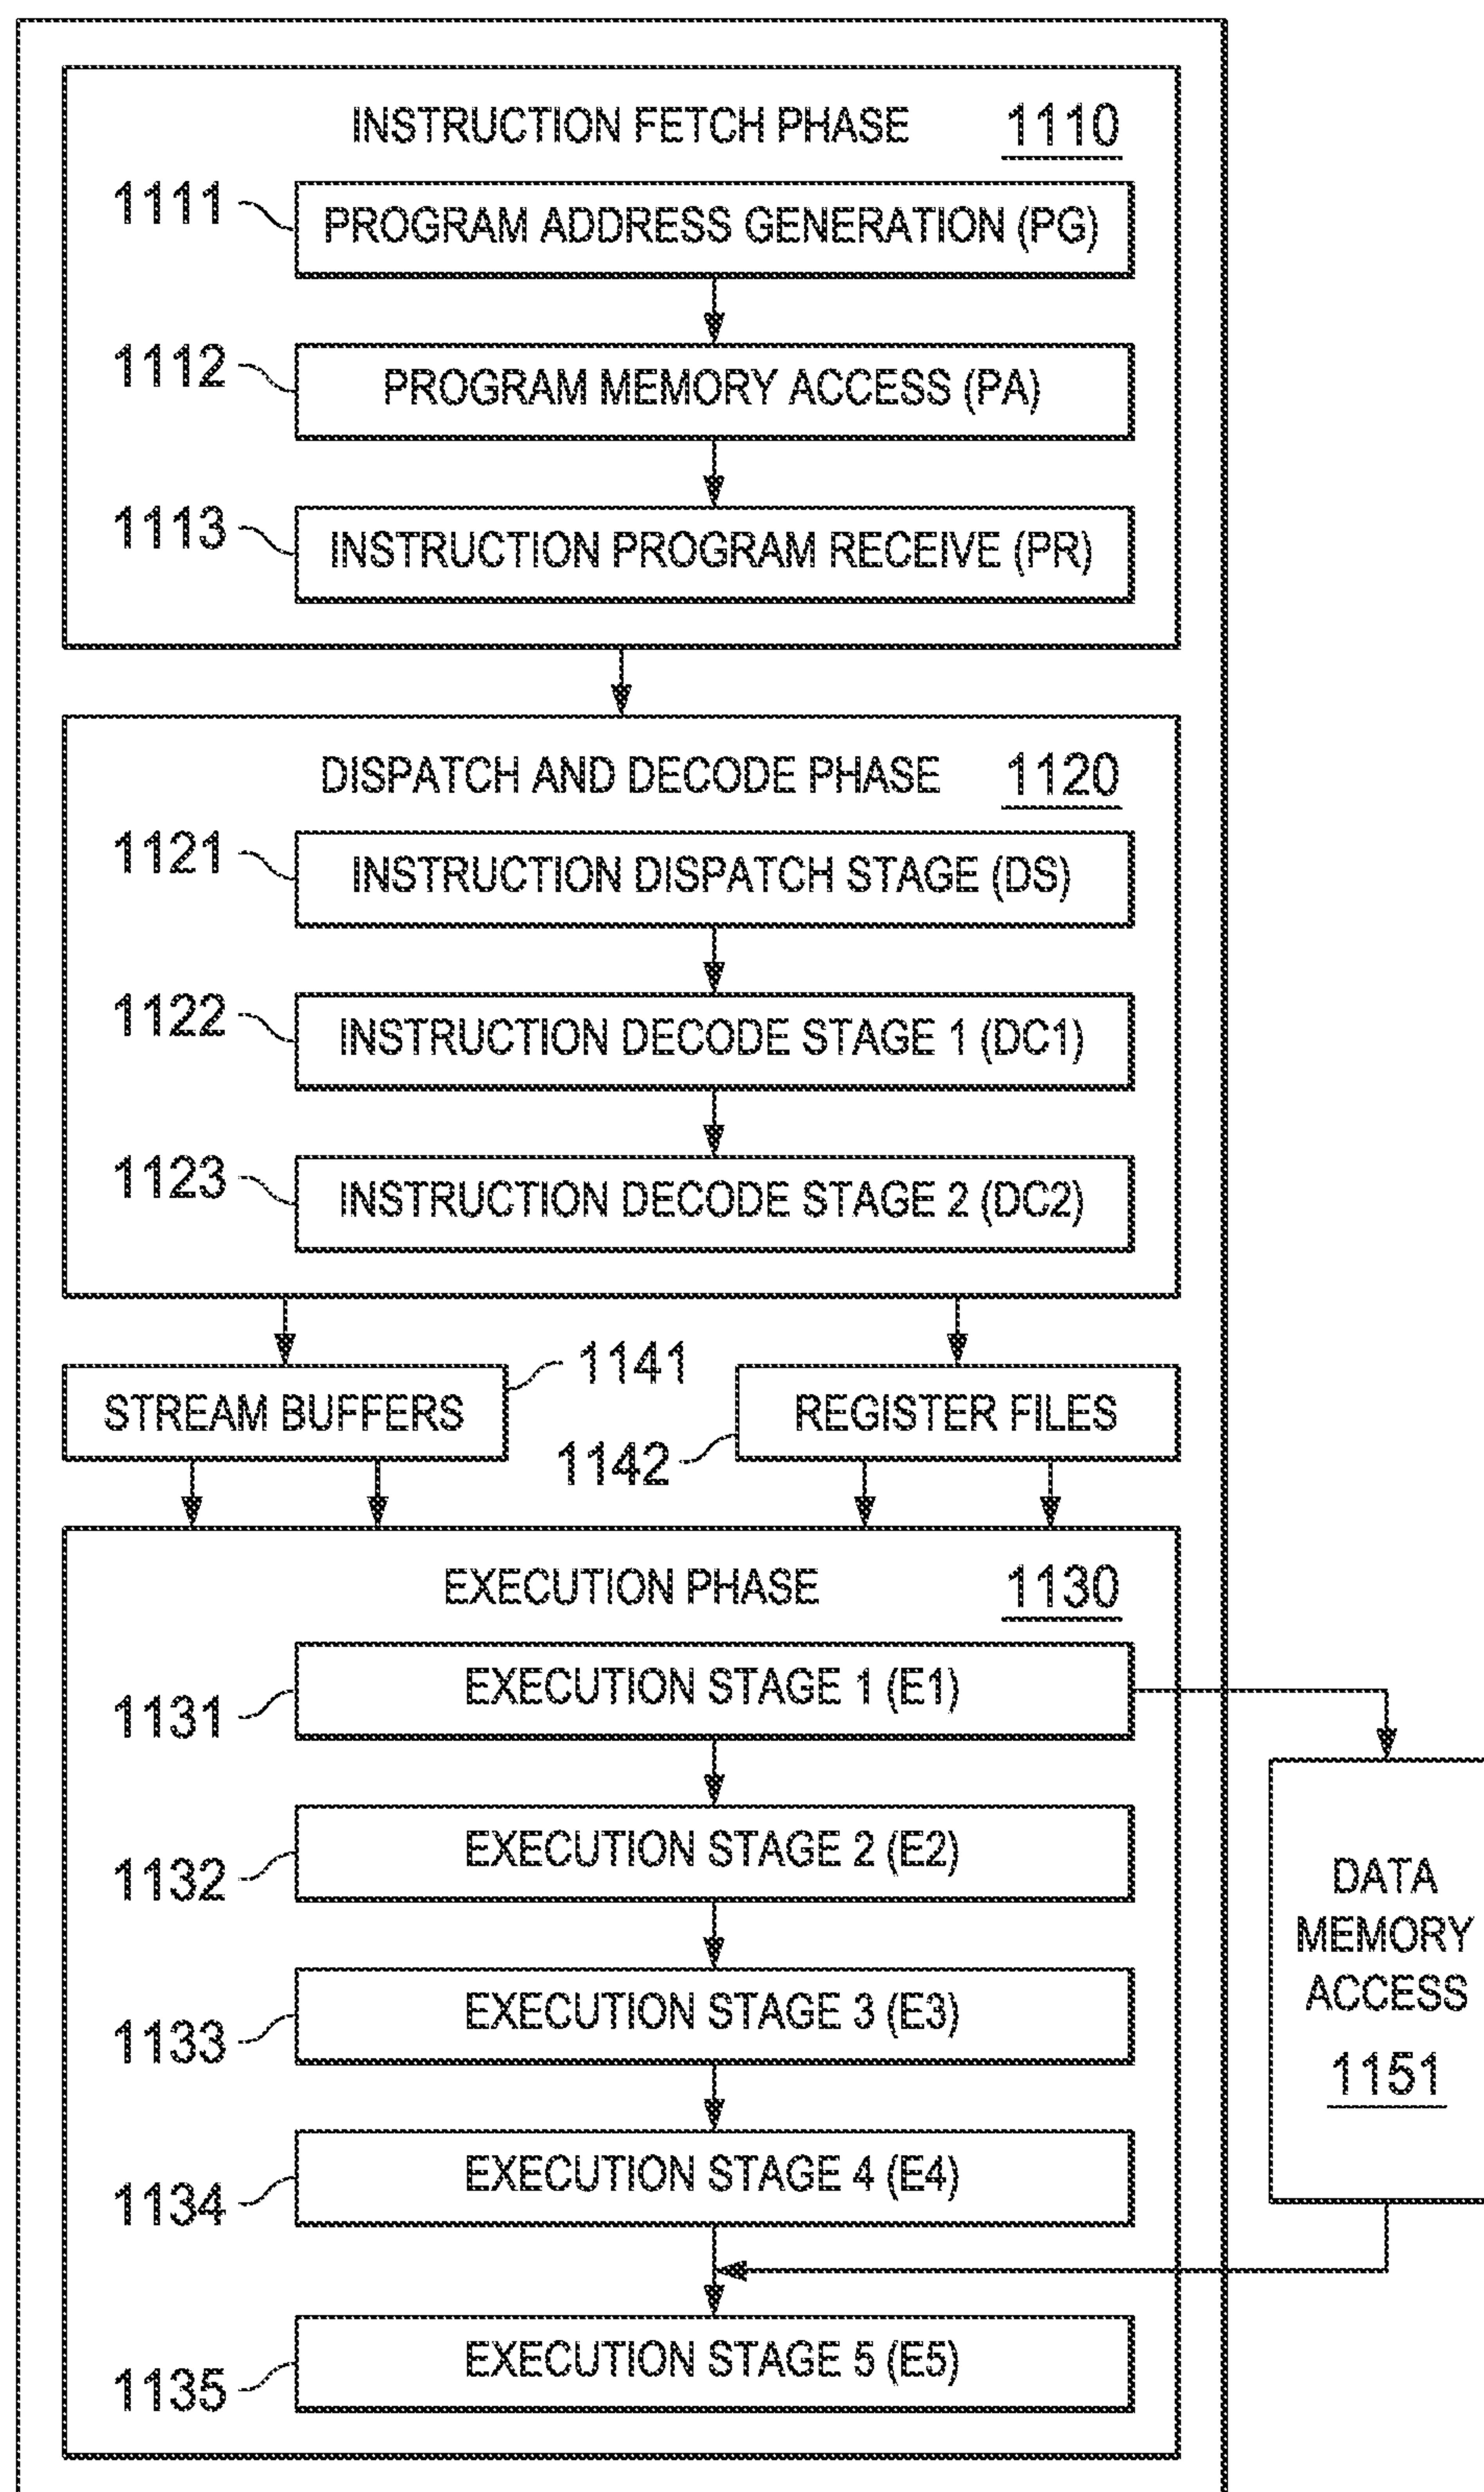 INSTRUCTION FETCH PHASE 1110
1111 PROGRAM ADDRESS GENERATION (PG)
1112 PROGRAM MEMORY ACCESS (PA)
1113 INSTRUCTION PROGRAM RECEIVE (PR)
DISPATCH AND DECODE PHASE 1120
1121 INSTRUCTION DISPATCH STAGE (DS)
1122 INSTRUCTION DECODE STAGE 1 (DC1)
1123 INSTRUCTION DECODE STAGE 2 (DC2)
STREAM BUFFERS
1141
REGISTER FILES
1142
EXECUTION PHASE 1130
1131 EXECUTION STAGE 1 (E1)
1132 EXECUTION STAGE 2 (E2)
1133 EXECUTION STAGE 3 (E3)
1134 EXECUTION STAGE 4 (E4)
1135 EXECUTION STAGE 5 (E5)
DATA
MEMORY
ACCESS
1151